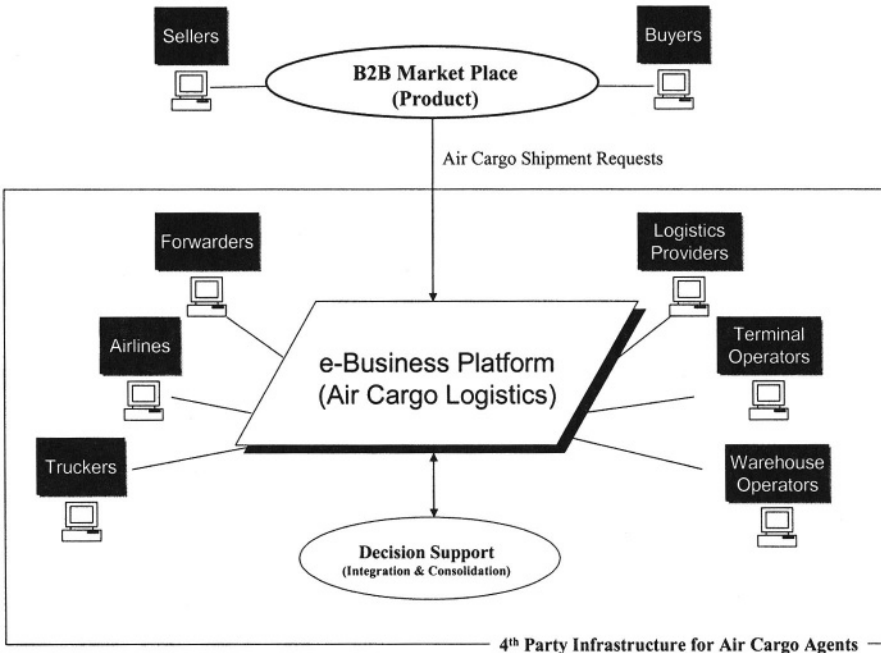 Sellers
Buyers
B2B Market Place
(Product)
Air Cargo Shipment Requests
Forwarders
Logistics
Providers
Airlines
e-Business Platform
(Air Cargo Logistics)
Terminal
Operators
Truckers
Warehouse
Operators
Decision Support
(Integration & Consolidation)
4th Party Infrastructure for Air Cargo Agents